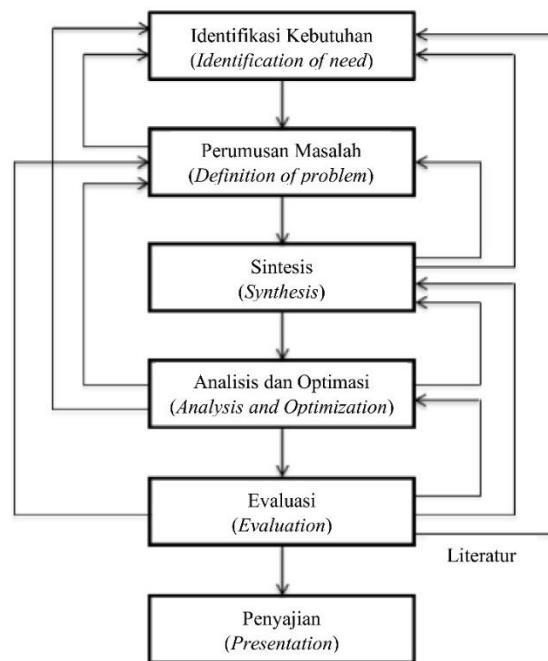 Identifikasi Kebutuhan
(Identification of need)
Perumusan Masalah
(Definition of problem)
Sintesis
(Synthesis)
Analisis dan Optimasi
(Analysis and Optimization)
Evaluasi
(Evaluation)
Literatur
Penyajian
(Presentation)